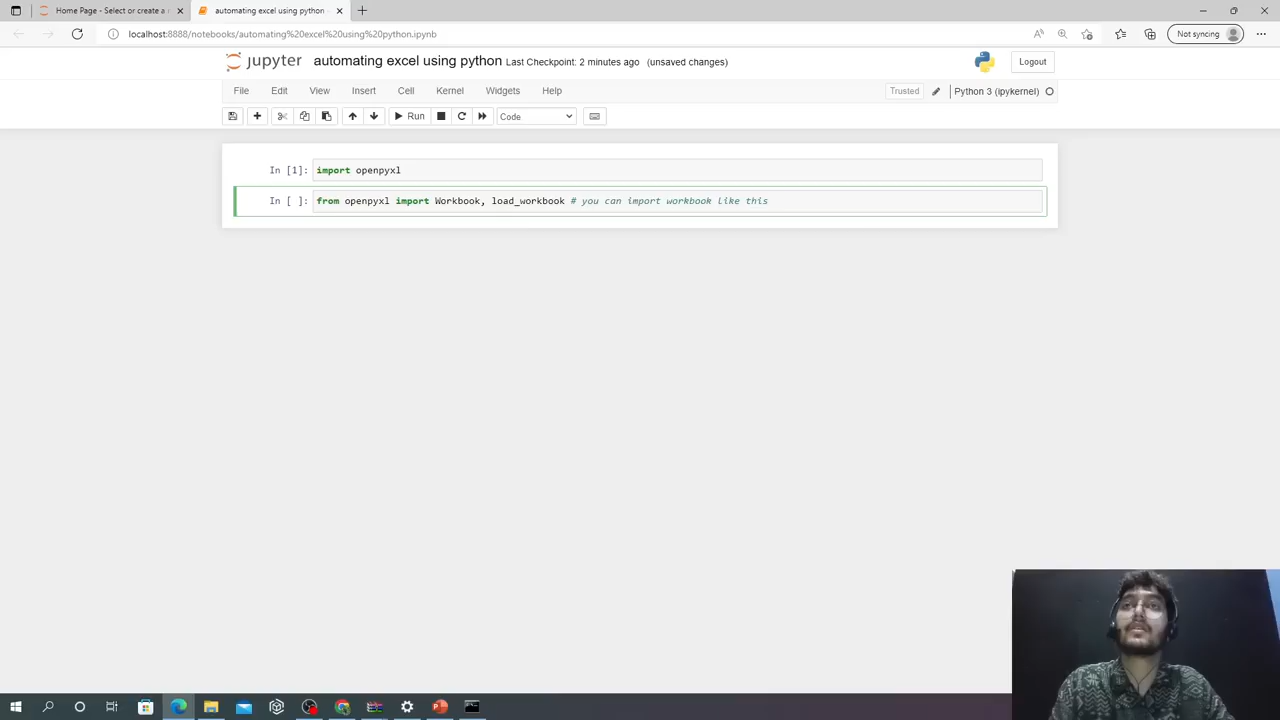 Home Page - Select or create a
automating excel using python
localhost:8888/notebooks/automating%20excel%20using%20python.ipynb
Not syncing
jupyter automating excel using python Last Checkpoint: 2 minutes ago (unsaved changes)
Logout
File Edit View Insert Cell Kernel Widgets Help
Trusted
Python 3 (ipykernel)
Run
Code
In [1]: import openpyxl
In [ ]: from openpyxl import Workbook, load_workbook # you can import workbook like this